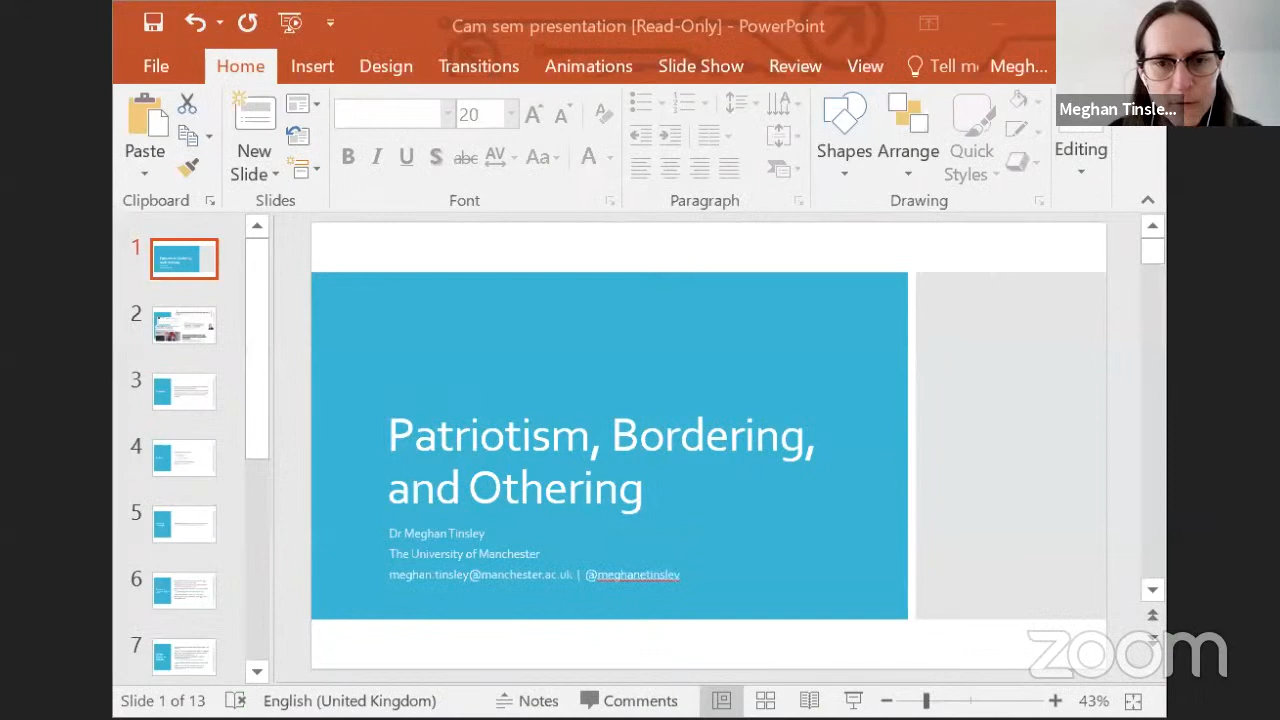 Cam sem presentation [Read-Only] - PowerPoint
File Home Insert Design Transitions Animations Slide Show Review View Tell m Megh...
Meghan Tinsle...
20
Paste
New
Slide
Shapes Arrange Quick
Styles
Editing
Clipboard Slides Font Paragraph Drawing
1
2
3
4
5
6
7
Patriotism, Bordering,
and Othering
Dr Meghan Tinsley
The University of Manchester
meghan.tinsley@manchester.ac.uk | @meghanetinsley
zoom
Slide 1 of 13 English (United Kingdom) Notes Comments 43%